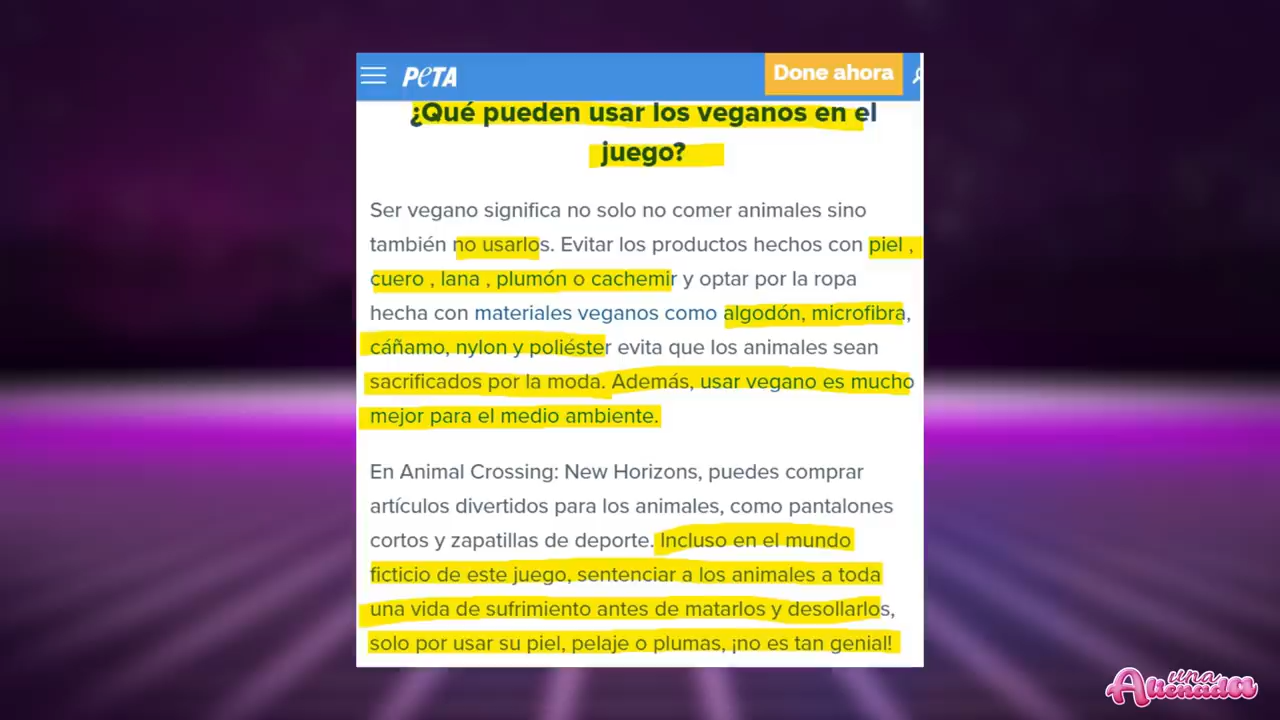 PETA
Done ahora
¿Qué pueden usar los veganos en el
juego?
Ser vegano significa no solo no comer animales sino
también no usarlos. Evitar los productos hechos con piel ,
cuero , lana , plumón o cachemir y optar por la ropa
hecha con materiales veganos como algodón, microfibra,
cáñamo, nylon y poliéster evita que los animales sean
sacrificados por la moda. Además, usar vegano es mucho
mejor para el medio ambiente.
En Animal Crossing: New Horizons, puedes comprar
artículos divertidos para los animales, como pantalones
cortos y zapatillas de deporte. Incluso en el mundo
ficticio de este juego, sentenciar a los animales a toda
una vida de sufrimiento antes de matarlos y desollarlos,
solo por usar su piel, pelaje o plumas, ¡no es tan genial!
una
Alienada